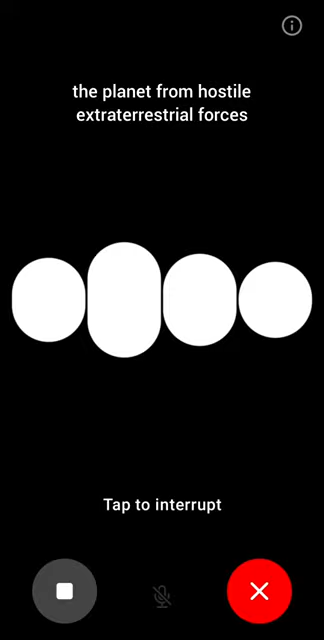 the planet from hostile
extraterrestrial forces
Tap to interrupt